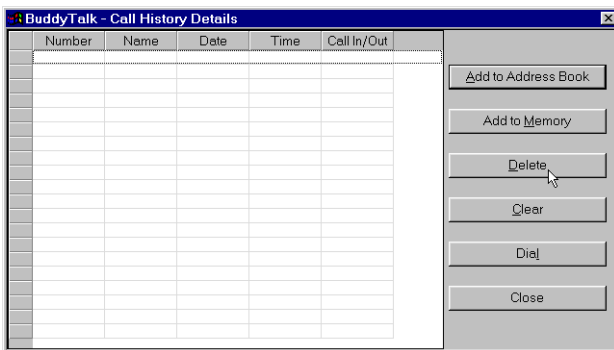 BuddyTalk - Call History Details
Number Name Date Time Call In/Out
Add to Address Book
Add to Memory
Delete
Clear
Dial
Close